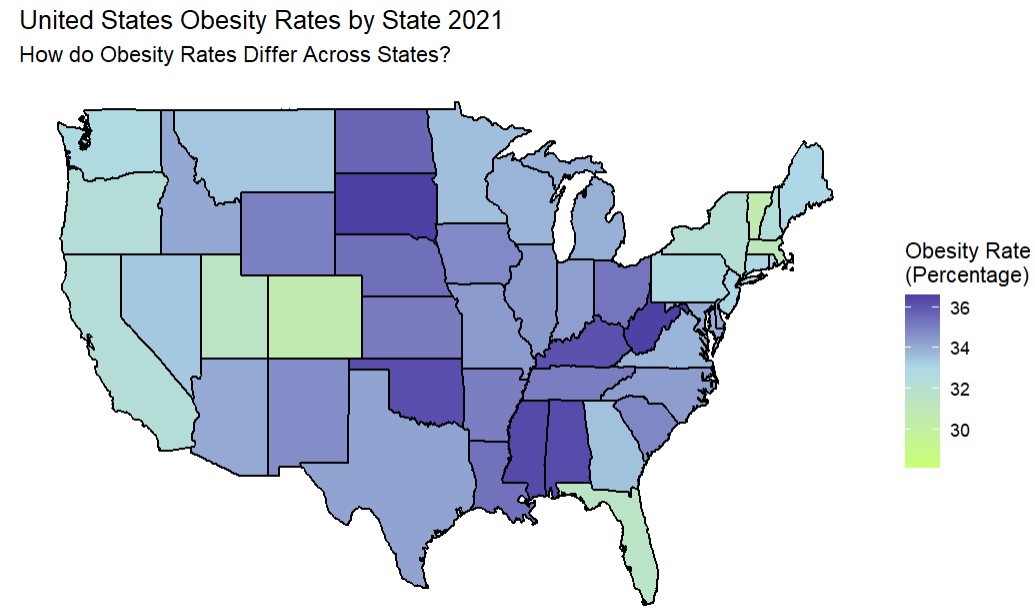 United States Obesity Rates by State 2021
How do Obesity Rates Differ Across States?
Obesity Rate
(Percentage)
36
34
32
30